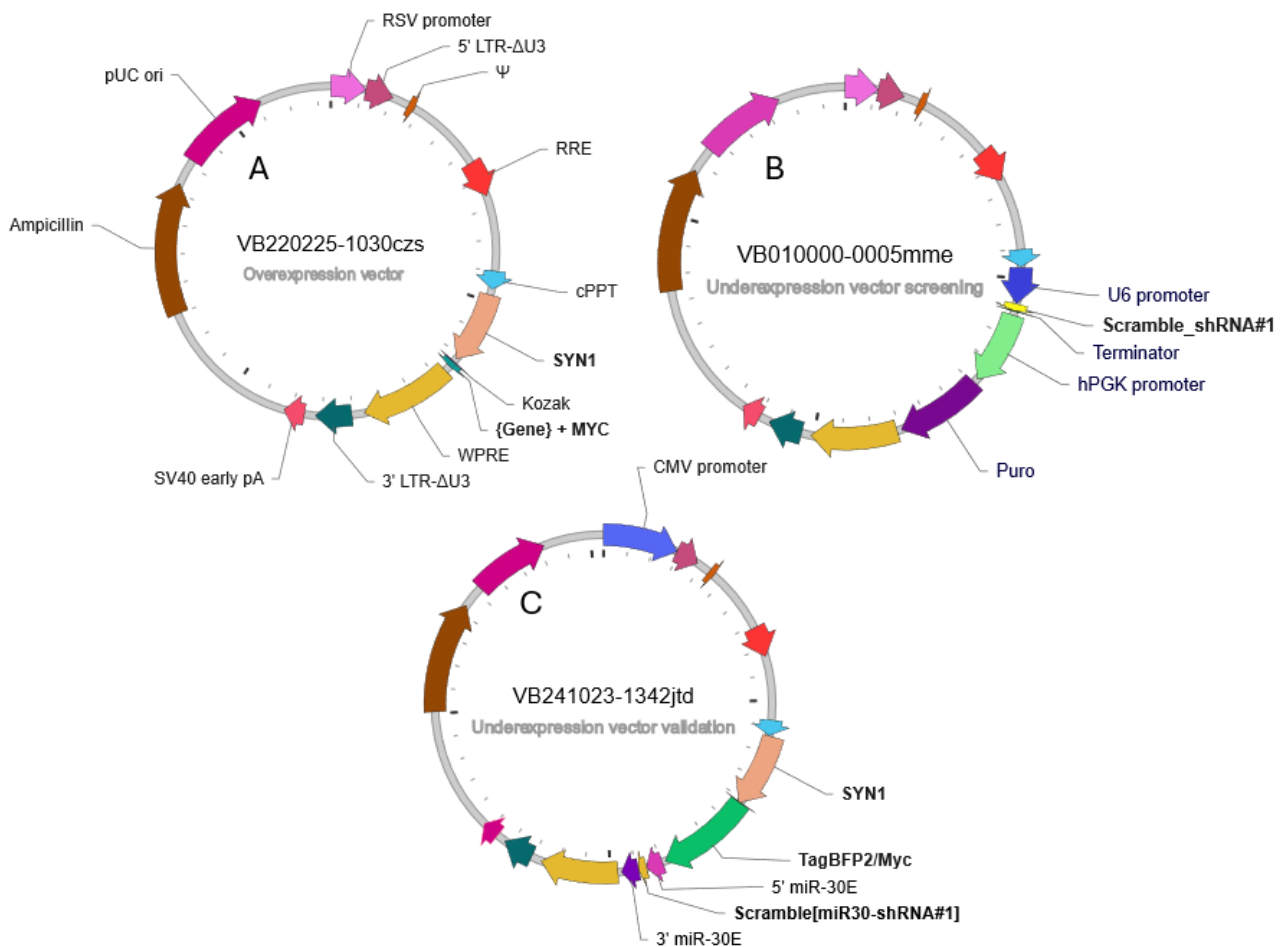 RSV promoter
5' LTR-ΔU3
Ψ
pUC ori
RRE
A
Ampicillin
VB220225-1030czs
Overexpression vector
cPPT
SYN1
Kozak
{Gene} + MYC
WPRE
SV40 early pA
3' LTR-ΔU3
B
VB010000-0005mme
Underexpression vector screening
U6 promoter
Scramble_shRNA#1
Terminator
hPGK promoter
Puro
CMV promoter
C
VB241023-1342jtd
Underexpression vector validation
SYN1
TagBFP2/Myc
5' miR-30E
Scramble[miR30-shRNA#1]
3' miR-30E